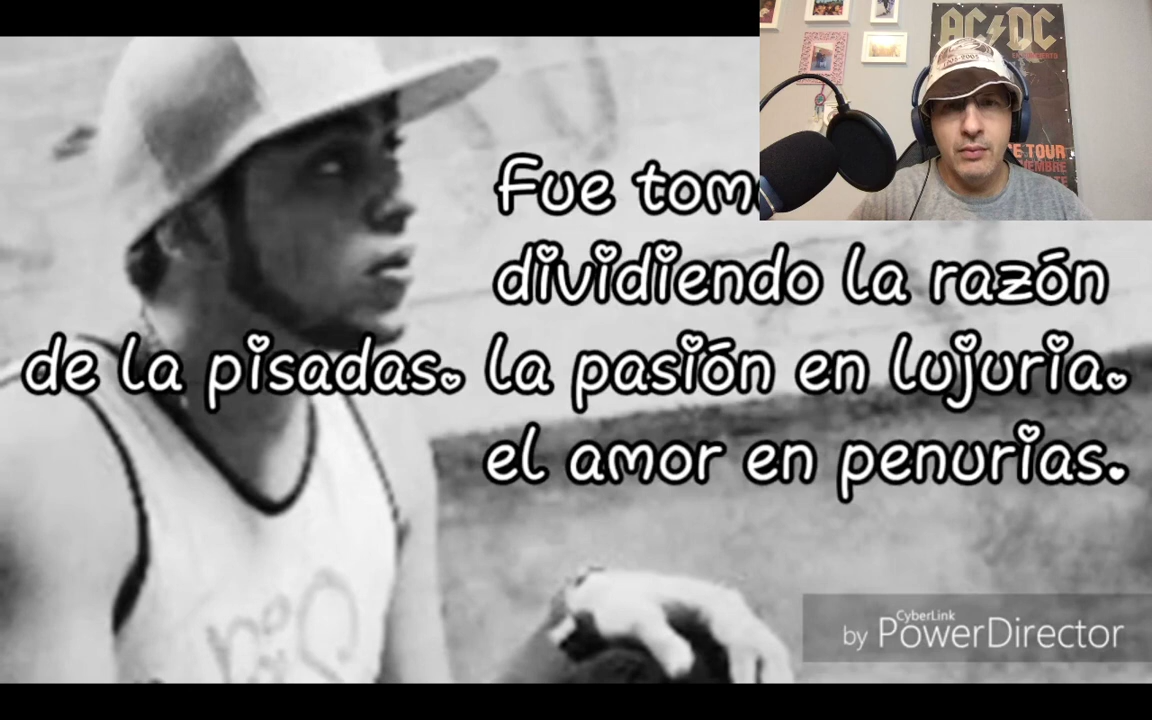 AC DC
TOUR
Fue
dividiendo la razón
de la pisadas. la pasión en lujuria.
el amor en penurias.
CyberLink
by PowerDirector